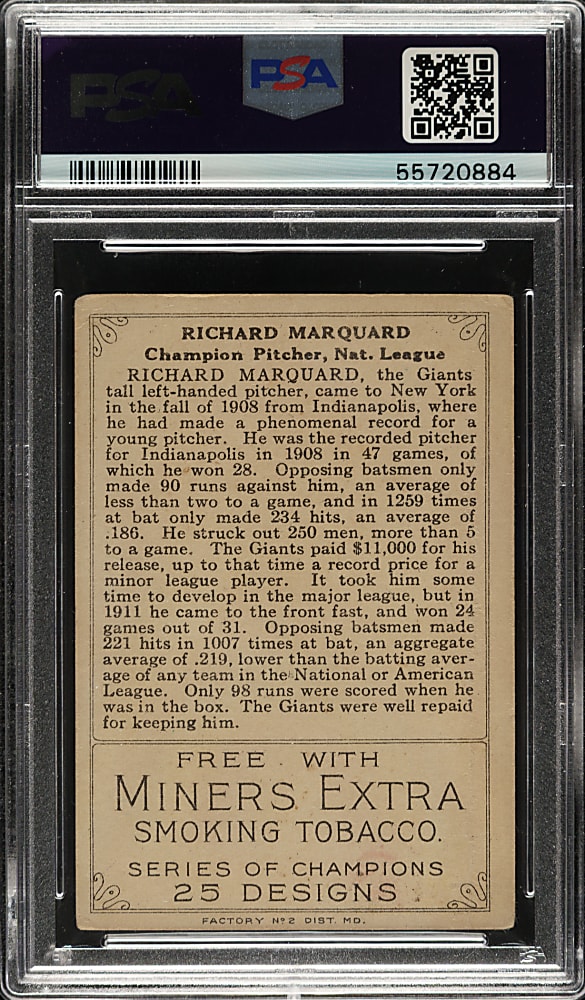 PSA
PSA
55720884
RICHARD MARQUARD
Champion Pitcher, Nat. League
RICHARD MARQUARD, the Giants
tall left-handed pitcher, came to New York
in the fall of 1908 from Indianapolis, where
he had made a phenomenal record for a
young pitcher. He was the recorded pitcher
for Indianapolis in 1908 in 47 games, of
which he won 28. Opposing batsmen only
made 90 runs against him, an average of
less than two to a game, and in 1259 times
at bat only made 234 hits, an average of
.186. He struck out 250 men, more than 5
to a game. The Giants paid $11,000 for his
release, up to that time a record price for a
minor league player. It took him some
time to develop in the major league, but in
1911 he came to the front fast, and won 24
games out of 31. Opposing batsmen made
221 hits in 1007 times at bat, an aggregate
average of .219, lower than the batting aver-
age of any team in the National or American
League. Only 98 runs were scored when he
was in the box. The Giants were well repaid
for keeping him.
FREE WITH
MINERS EXTRA
SMOKING TOBACCO.
SERIES OF CHAMPIONS
25 DESIGNS
FACTORY Nº 2 DIST. MD.